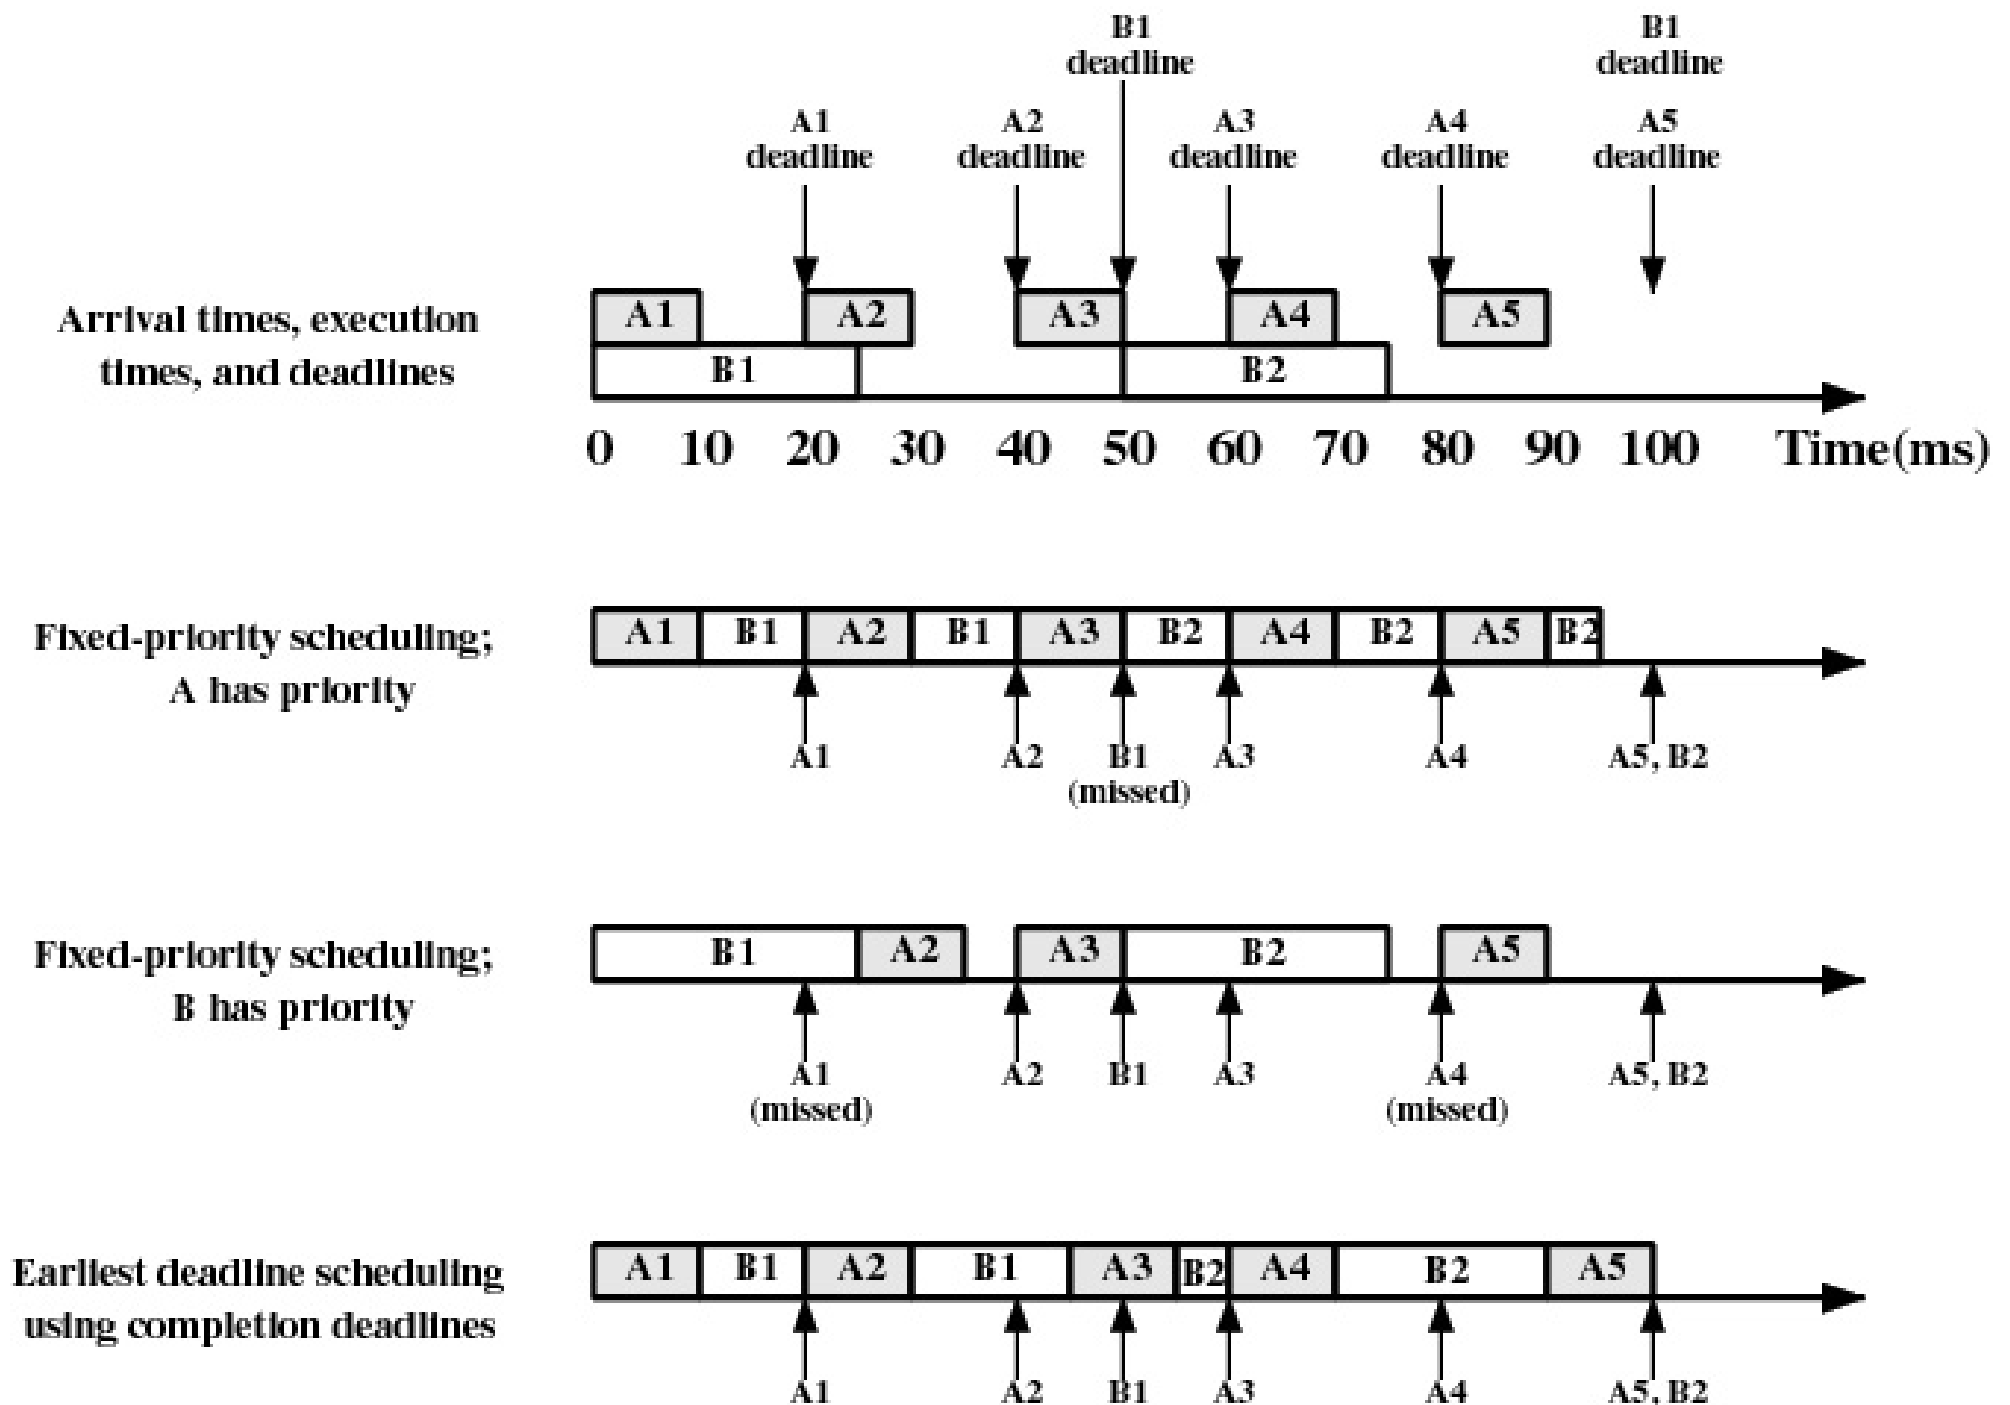 B1 B1
deadline deadline
A1 A2 A3 A4 A5
deadline deadline deadline deadline deadline
Arrival times, execution
times, and deadlines
A1 A2 A3 A4 A5
B1 B2
0 10 20 30 40 50 60 70 80 90 100 Time(ms)
Fixed-priority scheduling;
A has priority
A1 B1 A2 B1 A3 B2 A4 B2 A5 B2
A1 A2 B1 A3 A4 A5, B2
(missed)
Fixed-priority scheduling;
B has priority
B1 A2 A3 B2 A5
A1 A2 B1 A3 A4 A5, B2
(missed) (missed)
Earliest deadline scheduling
using completion deadlines
A1 B1 A2 B1 A3 B2 A4 B2 A5
A1 A2 B1 A3 A4 A5, B2